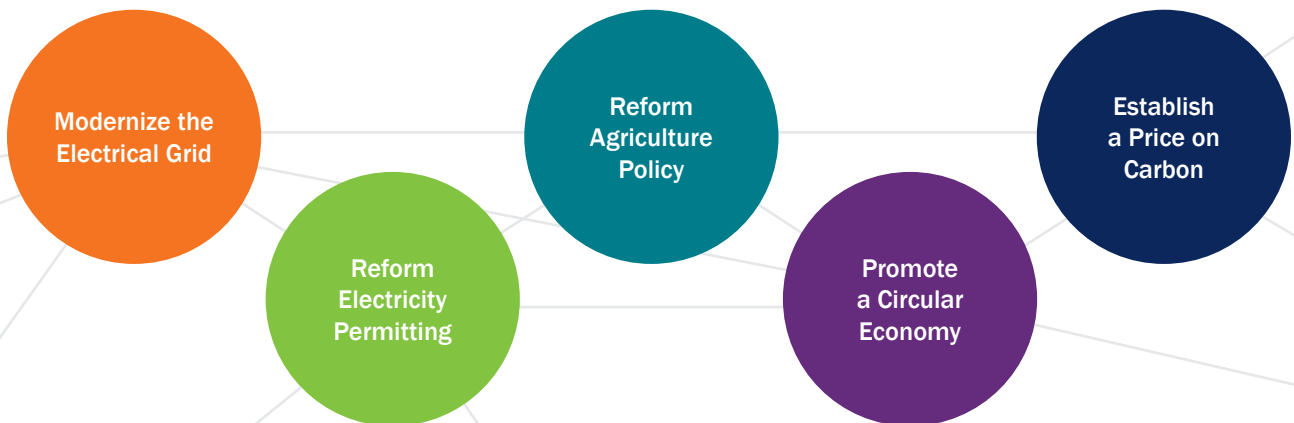 Modernize the
Electrical Grid
Reform
Electricity
Permitting
Reform
Agriculture
Policy
Promote
a Circular
Economy
Establish
a Price on
Carbon